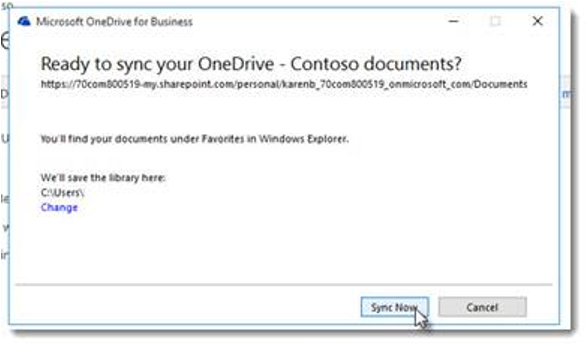 Microsoft OneDrive for Business
Ready to sync your OneDrive - Contoso documents?
https://70com800519-my.sharepoint.com/personal/karenb_70com800519_onmicrosoft_com/Documents
You'll find your documents under Favorites in Windows Explorer.
We'll save the library here:
C:\Users\
Change
Sync Now
Cancel